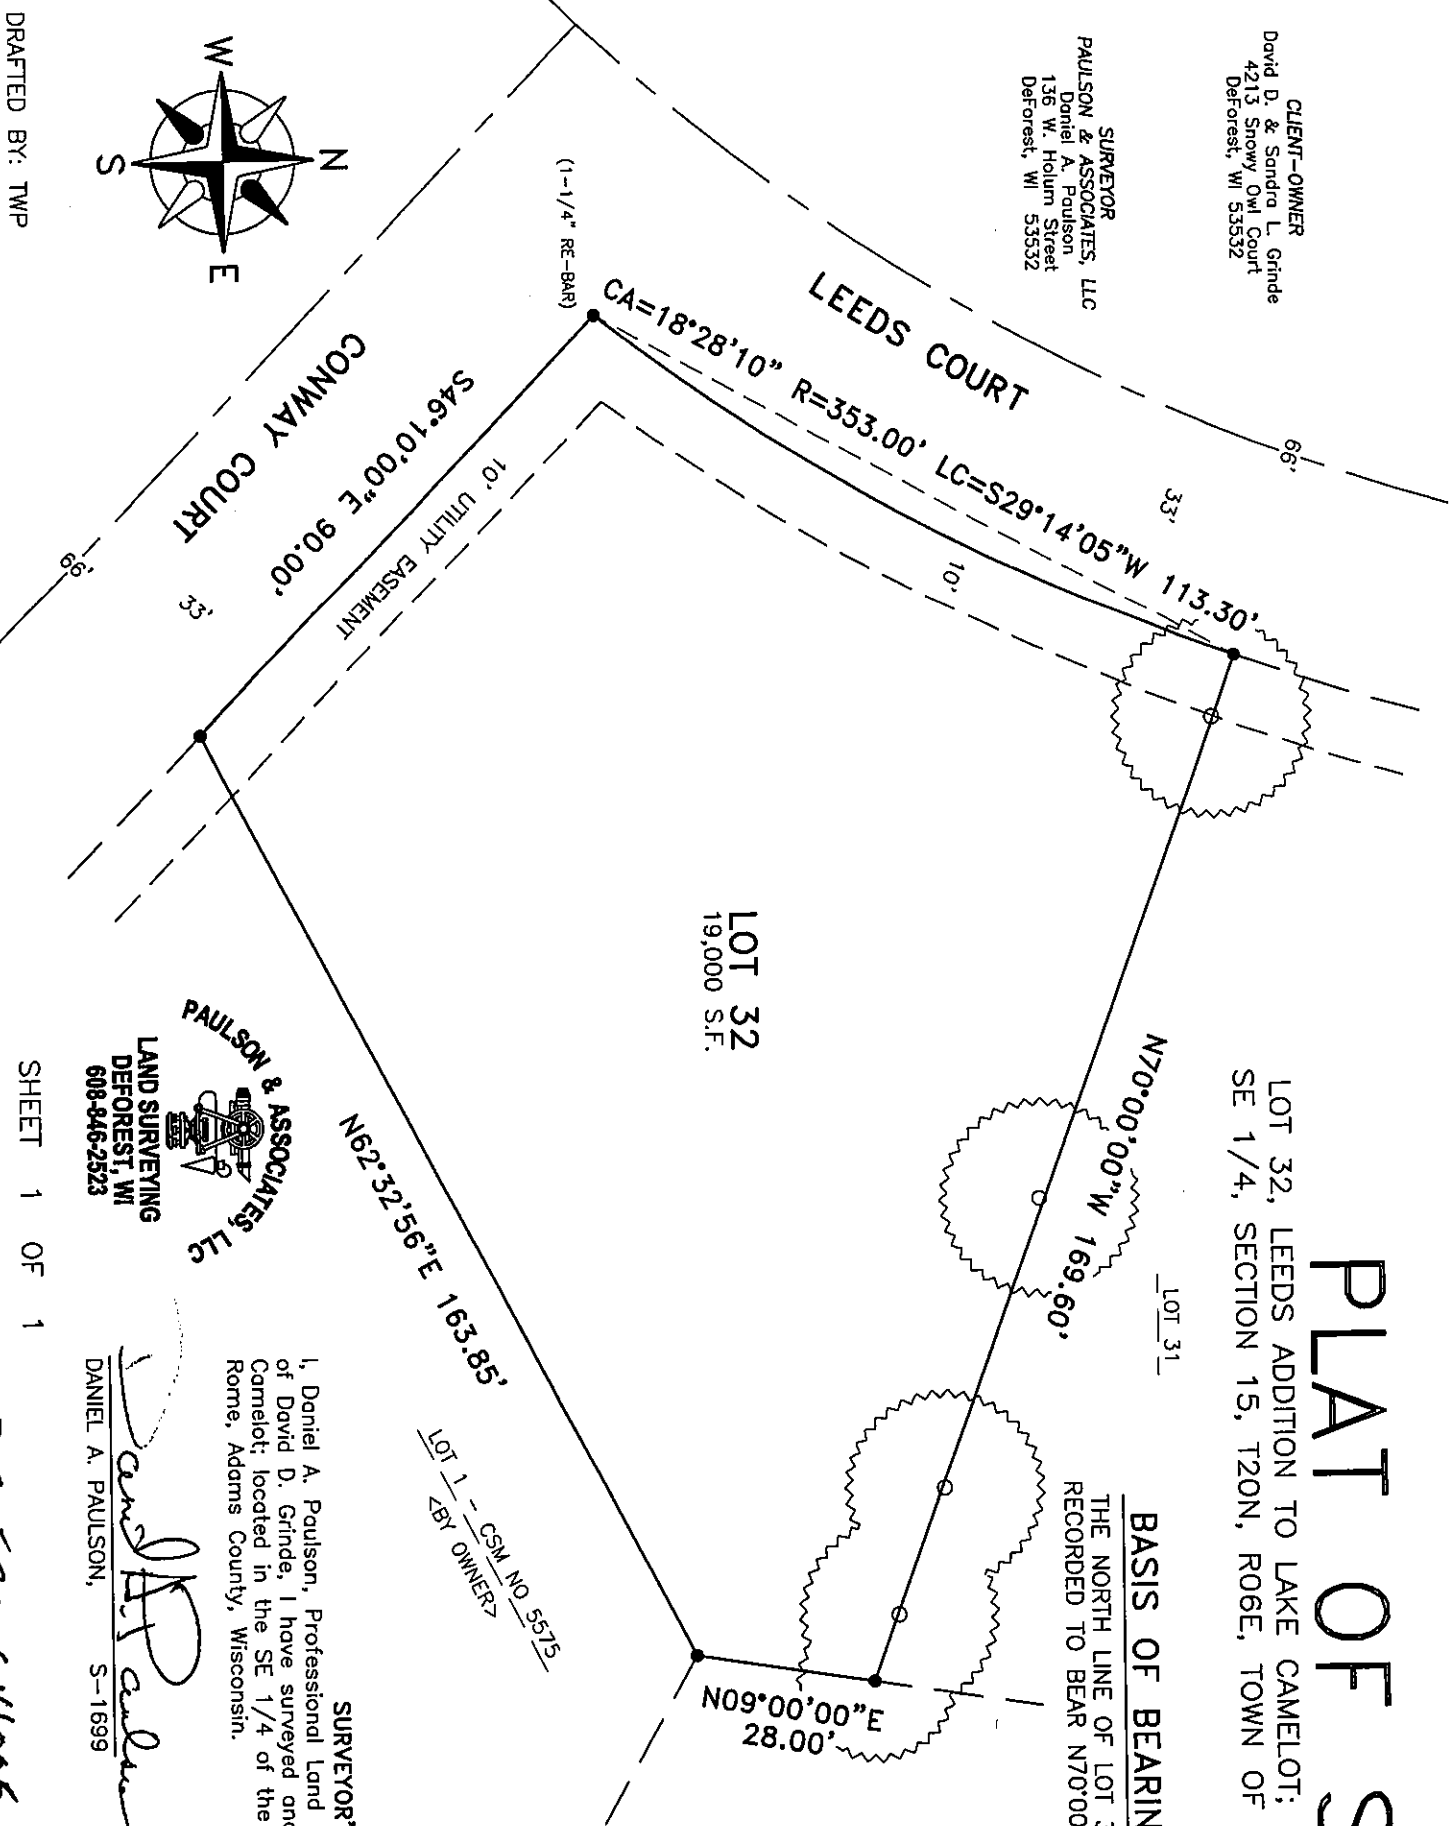 PLAT OF S
LOT 32, LEEDS ADDITION TO LAKE CAMELOT;
SE 1/4, SECTION 15, T20N, R06E, TOWN OF
BASIS OF BEARIN
THE NORTH LINE OF LOT 3
RECORDED TO BEAR N70°00
CLIENT-OWNER
David D. & Sandra L. Grinde
4213 Snowy Owl Court
DeForest, WI 53532
SURVEYOR
PAULSON & ASSOCIATES, LLC
Daniel A. Paulson
136 W. Holum Street
DeForest, WI 53532
LEEDS COURT
66'
33'
CA=18°28'10" R=353.00' LC=S29°14'05"W 113.30'
10'
(1-1/4" RE-BAR)
N70°00'00"W 169.60'
LOT 31
LOT 32
19,000 S.F.
10' UTILITY EASEMENT
S46°10'00"E 90.00'
CONWAY COURT
66'
33'
N62°32'56"E 163.85'
N09°00'00"E
28.00'
LOT 1 - CSM NO 5575
<BY OWNER>
N
W
E
S
PAULSON & ASSOCIATES, LLC
LAND SURVEYING
DEFOREST, WI
608-846-2523
SURVEYOR'
I, Daniel A. Paulson, Professional Land
of David D. Grinde, I have surveyed and
Camelot; located in the SE 1/4 of the
Rome, Adams County, Wisconsin.
Daniel A. Paulson
DANIEL A. PAULSON, S-1699
DRAFTED BY: TWP
SHEET 1 OF 1